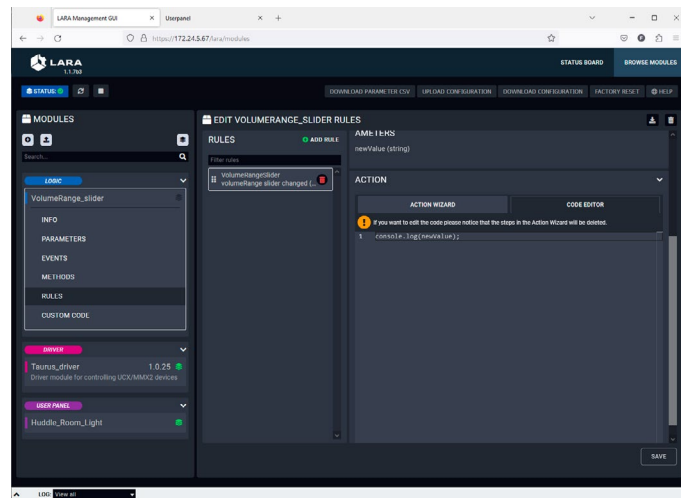 LARA Management GUI
Userpanel
https://172.24.5.67/lara/modules
LARA
1.1.7b3
STATUS BOARD
BROWSE MODULES
STATUS:
DOWNLOAD PARAMETER CSV
UPLOAD CONFIGURATION
DOWNLOAD CONFIGURATION
FACTORY RESET
HELP
MODULES
Search...
LOGIC
VolumeRange_slider
INFO
PARAMETERS
EVENTS
METHODS
RULES
CUSTOM CODE
DRIVER
Taurus_driver 1.0.25
Driver module for controlling UCX/MMX2 devices
USER PANEL
Huddle_Room_Light
EDIT VOLUMERANGE_SLIDER RULES
RULES
ADD RULE
Filter rules
VolumeRangeSlider
volumeRange slider changed (...
AMETERS
newValue (string)
ACTION
ACTION WIZARD
CODE EDITOR
If you want to edit the code please notice that the steps in the Action Wizard will be deleted.
1 console.log(newValue);
SAVE
LOG: View all